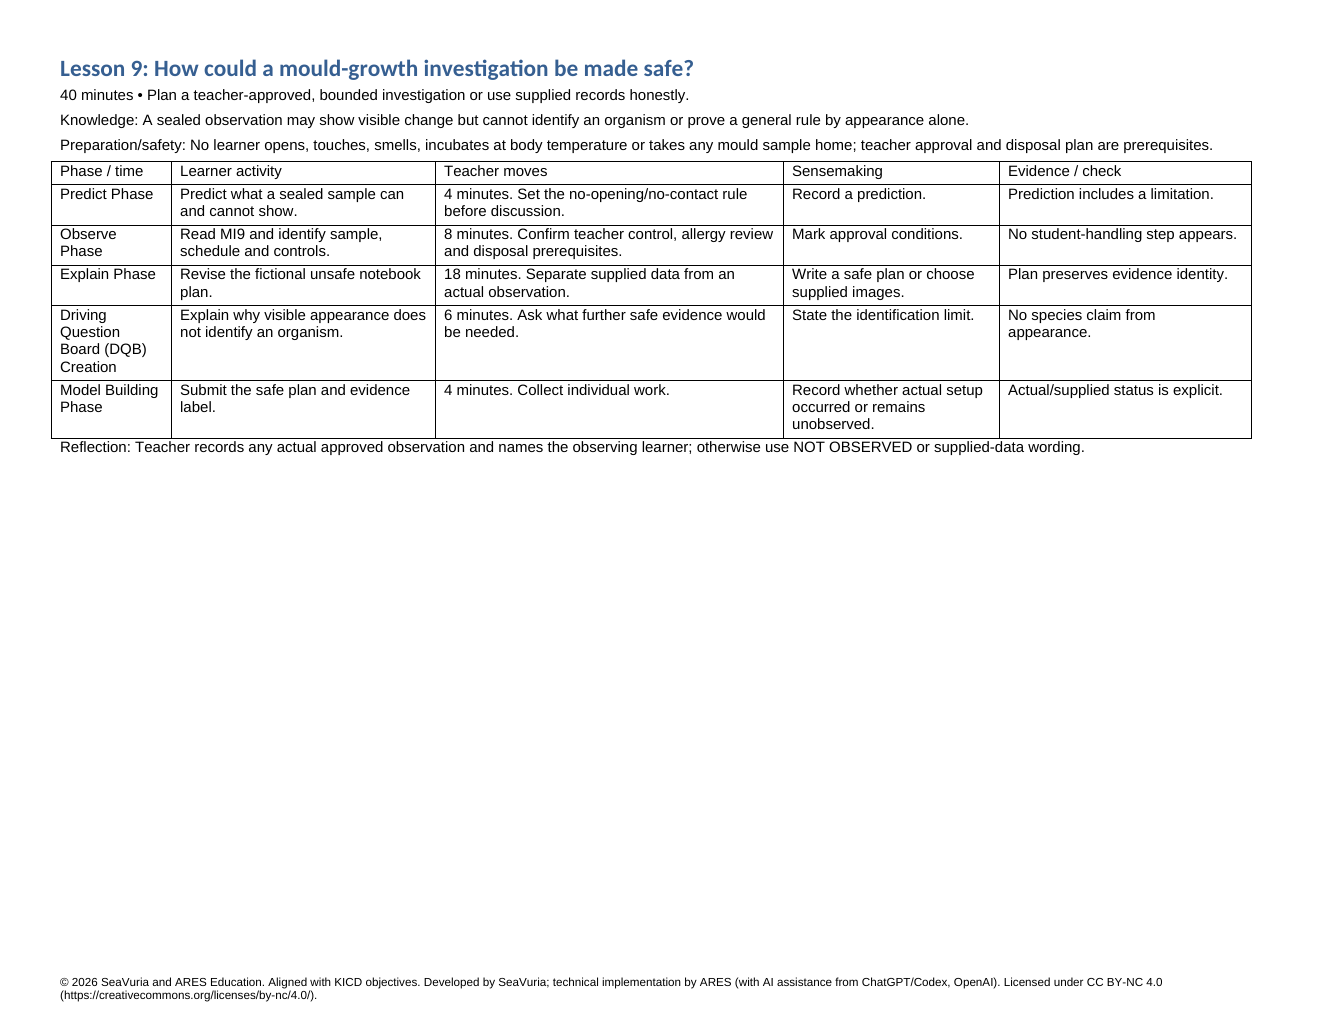 Lesson 9: How could a mould-growth investigation be made safe?
40 minutes • Plan a teacher-approved, bounded investigation or use supplied records honestly.
Knowledge: A sealed observation may show visible change but cannot identify an organism or prove a general rule by appearance alone.
Preparation/safety: No learner opens, touches, smells, incubates at body temperature or takes any mould sample home; teacher approval and disposal plan are prerequisites.
Phase / time
Learner activity
Teacher moves
Sensemaking
Evidence / check
Predict Phase
Predict what a sealed sample can
and cannot show.
4 minutes. Set the no-opening/no-contact rule
before discussion.
Record a prediction.
Prediction includes a limitation.
Observe
Phase
Read MI9 and identify sample,
schedule and controls.
8 minutes. Confirm teacher control, allergy review
and disposal prerequisites.
Mark approval conditions.
No student-handling step appears.
Explain Phase
Revise the fictional unsafe notebook
plan.
18 minutes. Separate supplied data from an
actual observation.
Write a safe plan or choose
supplied images.
Plan preserves evidence identity.
Driving
Question
Board (DQB)
Creation
Explain why visible appearance does
not identify an organism.
6 minutes. Ask what further safe evidence would
be needed.
State the identification limit.
No species claim from
appearance.
Model Building
Phase
Submit the safe plan and evidence
label.
4 minutes. Collect individual work.
Record whether actual setup
occurred or remains
unobserved.
Actual/supplied status is explicit.
Reflection: Teacher records any actual approved observation and names the observing learner; otherwise use NOT OBSERVED or supplied-data wording.
© 2026 SeaVuria and ARES Education. Aligned with KICD objectives. Developed by SeaVuria; technical implementation by ARES (with AI assistance from ChatGPT/Codex, OpenAI). Licensed under CC BY-NC 4.0
(https://creativecommons.org/licenses/by-nc/4.0/).